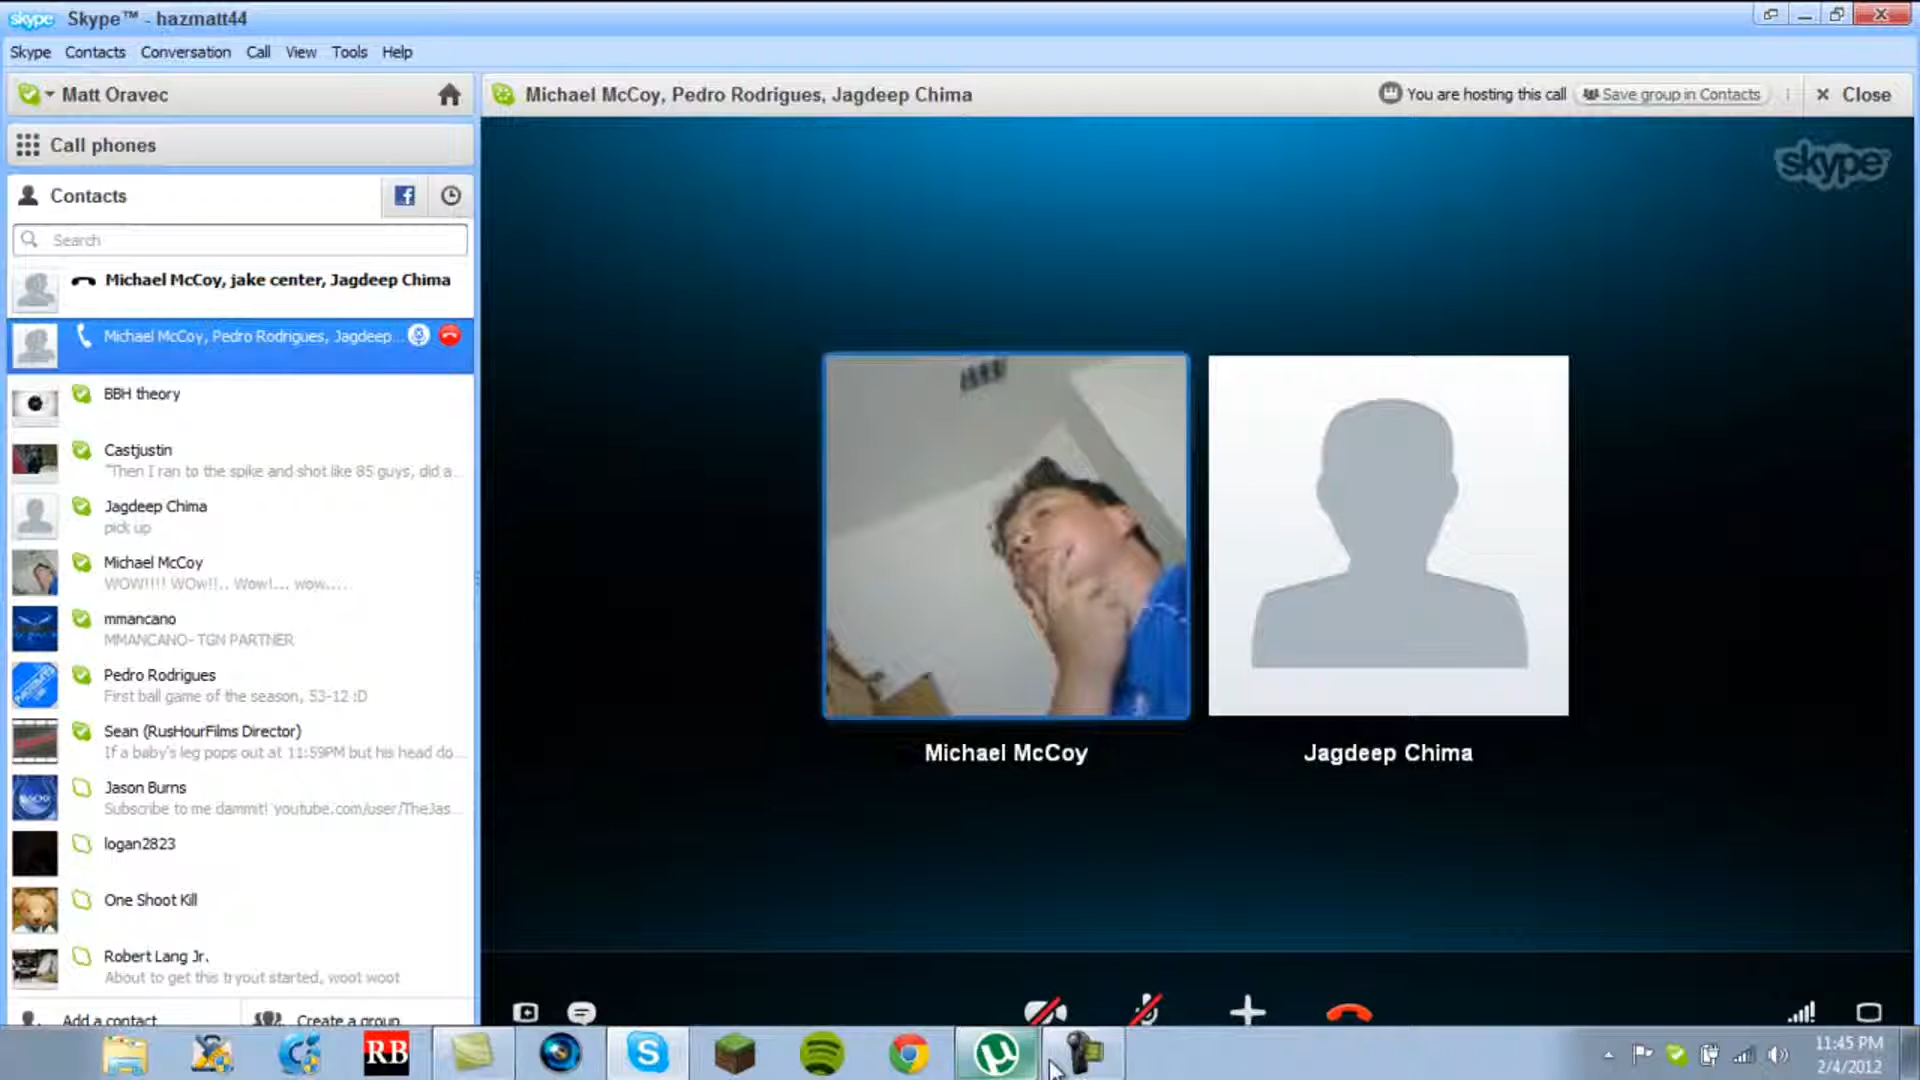 skype Skype™ - hazmatt44
Skype Contacts Conversation Call View Tools Help
Matt Oravec
Call phones
Contacts
Search
Michael McCoy, jake center, Jagdeep Chima
Michael McCoy, Pedro Rodrigues, Jagdeep...
BBH theory
Castjustin
"Then I ran to the spike and shot like 85 guys, did a...
Jagdeep Chima
pick up
Michael McCoy
WOW!!!! WOw!!.. Wow!... wow.....
mmancano
MMANCANO- TGN PARTNER
Pedro Rodrigues
First ball game of the season, 53-12 :D
Sean (RusHourFilms Director)
If a baby's leg pops out at 11:59PM but his head do...
Jason Burns
Subscribe to me dammit! youtube.com/user/TheJas...
logan2823
One Shoot Kill
Robert Lang Jr.
About to get this tryout started, woot woot
Add a contact Create a group
Michael McCoy, Pedro Rodrigues, Jagdeep Chima
You are hosting this call Save group in Contacts Close
skype
Michael McCoy
Jagdeep Chima
RB
11:45 PM
2/4/2012